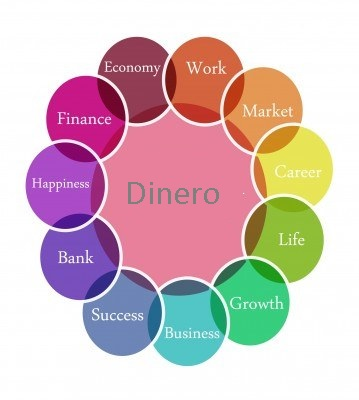 Economy
Work
Market
Career
Life
Growth
Business
Success
Bank
Happiness
Finance
Dinero